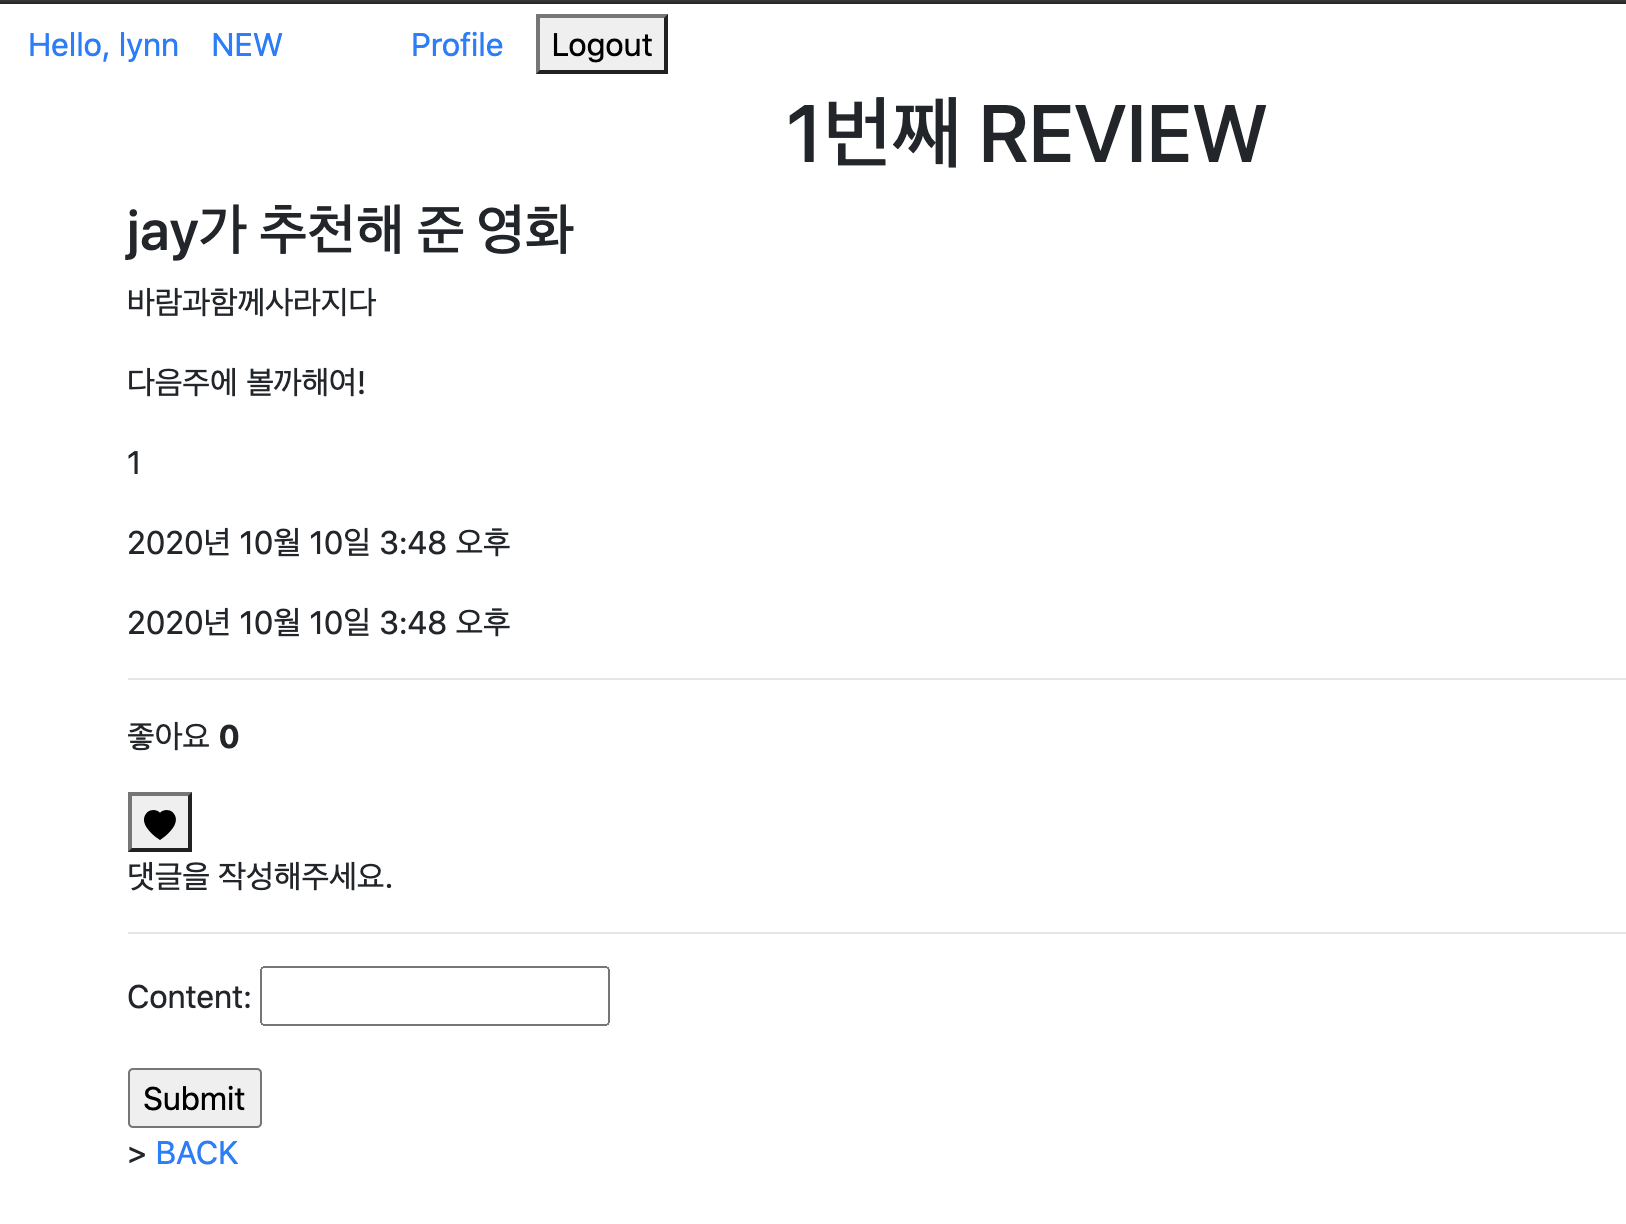 Hello, lynn NEW Profile Logout
1번째 REVIEW
jay가 추천해 준 영화
바람과함께사라지다
다음주에 볼까해여!
1
2020년 10월 10일 3:48 오후
2020년 10월 10일 3:48 오후
좋아요 0
댓글을 작성해주세요.
Content:
Submit
> BACK